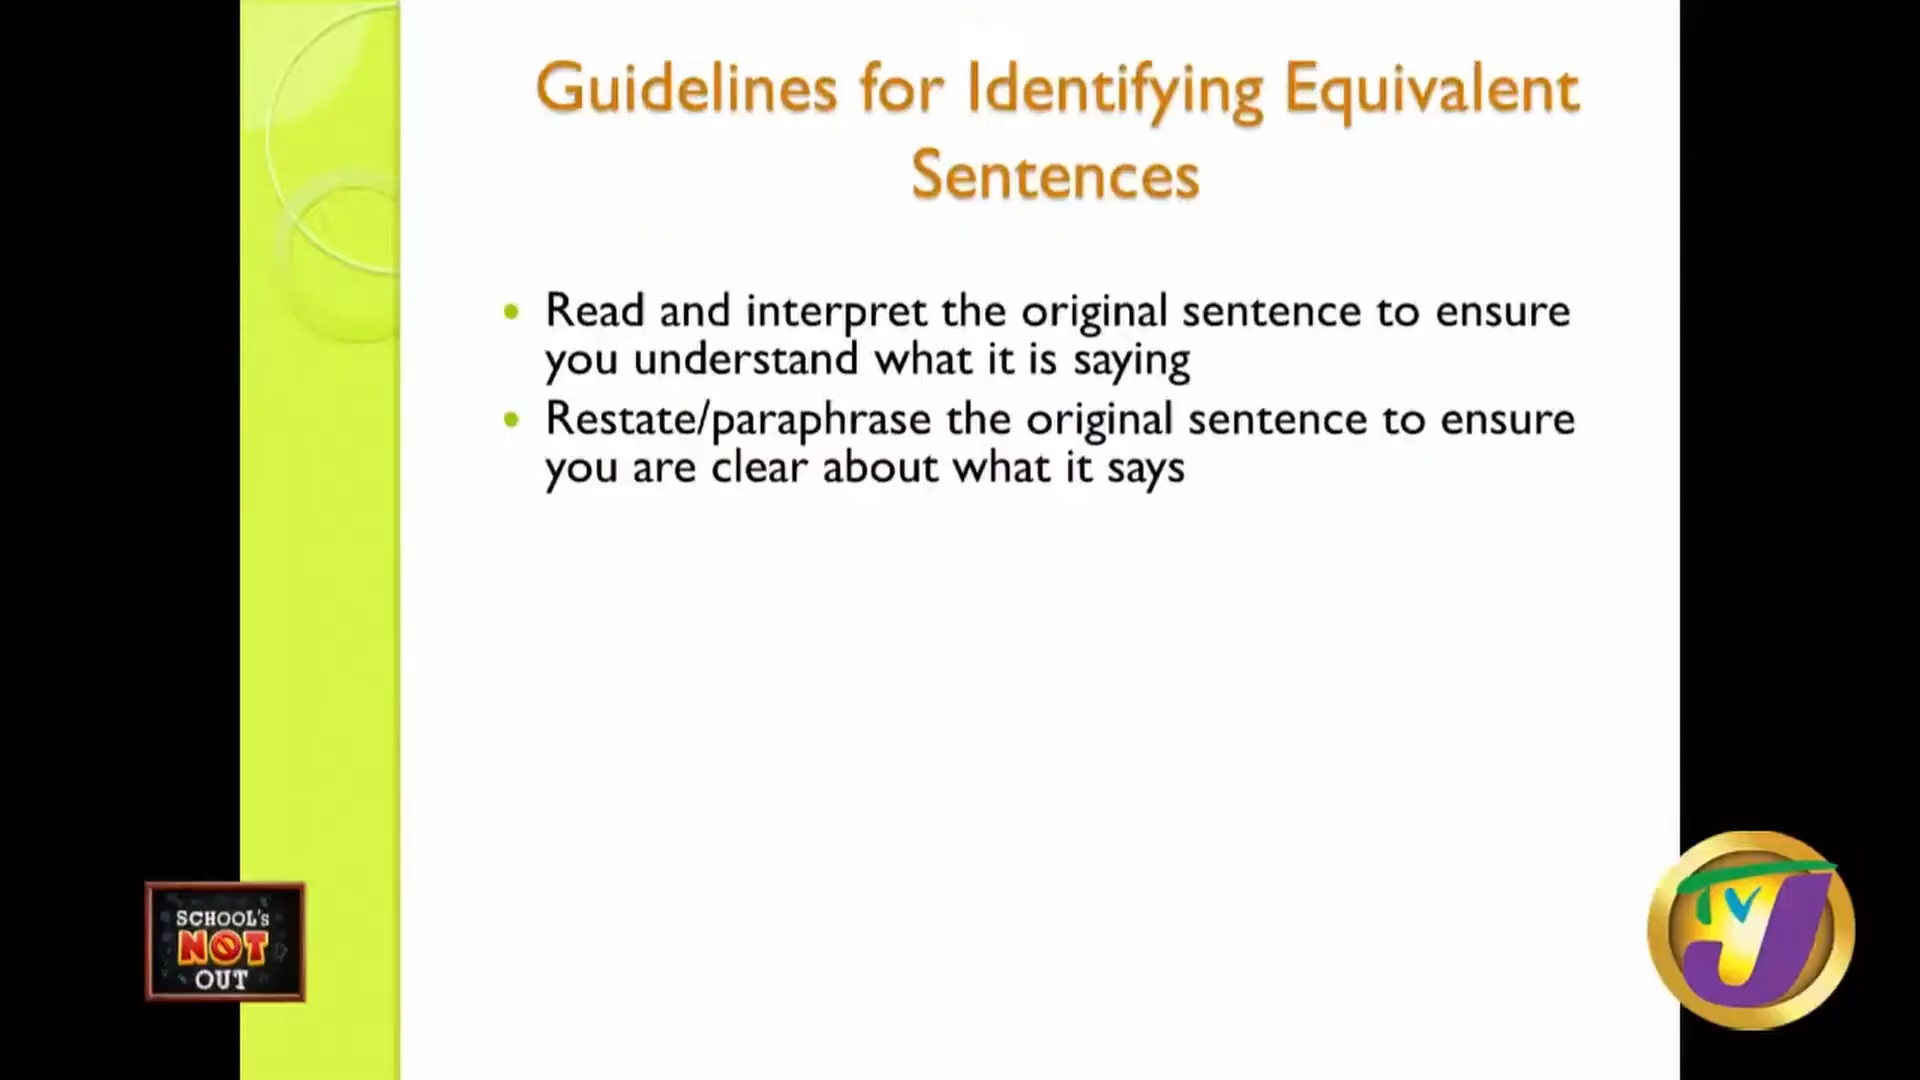 Guidelines for Identifying Equivalent
Sentences
• Read and interpret the original sentence to ensure
you understand what it is saying
• Restate/paraphrase the original sentence to ensure
you are clear about what it says
SCHOOL'S
NOT
OUT
TVJ